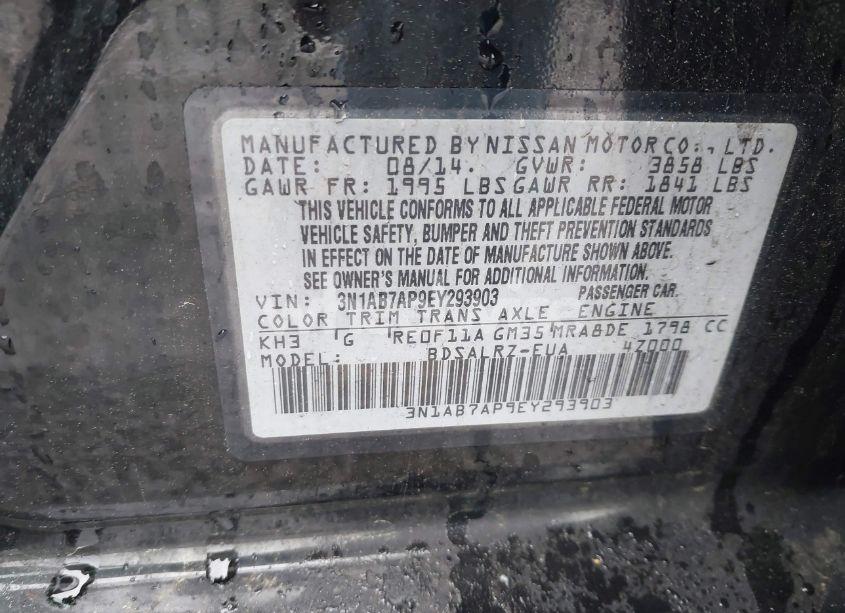 MANUFACTURED BY NISSAN MOTOR CO., LTD.
DATE: 08/14. GVWR: 3858 LBS
GAWR FR: 1995 LBS GAWR RR: 1841 LBS
THIS VEHICLE CONFORMS TO ALL APPLICABLE FEDERAL MOTOR
VEHICLE SAFETY, BUMPER AND THEFT PREVENTION STANDARDS
IN EFFECT ON THE DATE OF MANUFACTURE SHOWN ABOVE.
SEE OWNER'S MANUAL FOR ADDITIONAL INFORMATION.
VIN: 3N1AB7AP9EY293903 PASSENGER CAR.
COLOR TRIM TRANS AXLE ENGINE
KH3 G RE0F11A GM35 MRA8DE 1798 CC
MODEL: BDSALRZ-EUA 4Z000
3N1AB7AP9EY293903